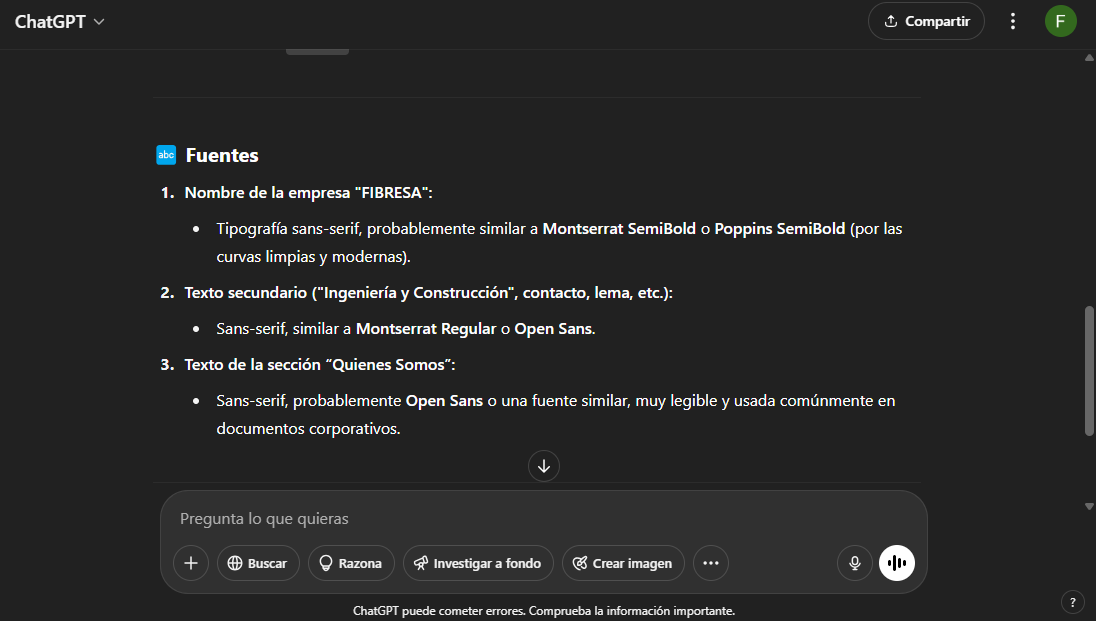 ChatGPT
Compartir
F
abc Fuentes
1. Nombre de la empresa "FIBRESA":
• Tipografía sans-serif, probablemente similar a Montserrat SemiBold o Poppins SemiBold (por las
curvas limpias y modernas).
2. Texto secundario ("Ingeniería y Construcción", contacto, lema, etc.):
• Sans-serif, similar a Montserrat Regular o Open Sans.
3. Texto de la sección “Quienes Somos”:
• Sans-serif, probablemente Open Sans o una fuente similar, muy legible y usada comúnmente en
documentos corporativos.
Pregunta lo que quieras
Buscar Razona Investigar a fondo Crear imagen
ChatGPT puede cometer errores. Comprueba la información importante.
?